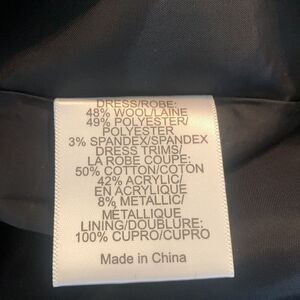 DRESS/ROBE:
48% WOOL/LAINE
49% POLYESTER/
POLYESTER
3% SPANDEX/SPANDEX
DRESS TRIMS/
LA ROBE COUPE:
50% COTTON/COTON
42% ACRYLIC/
EN ACRYLIQUE
8% METALLIC/
METALLIQUE
LINING/DOUBLURE:
100% CUPRO/CUPRO
Made in China